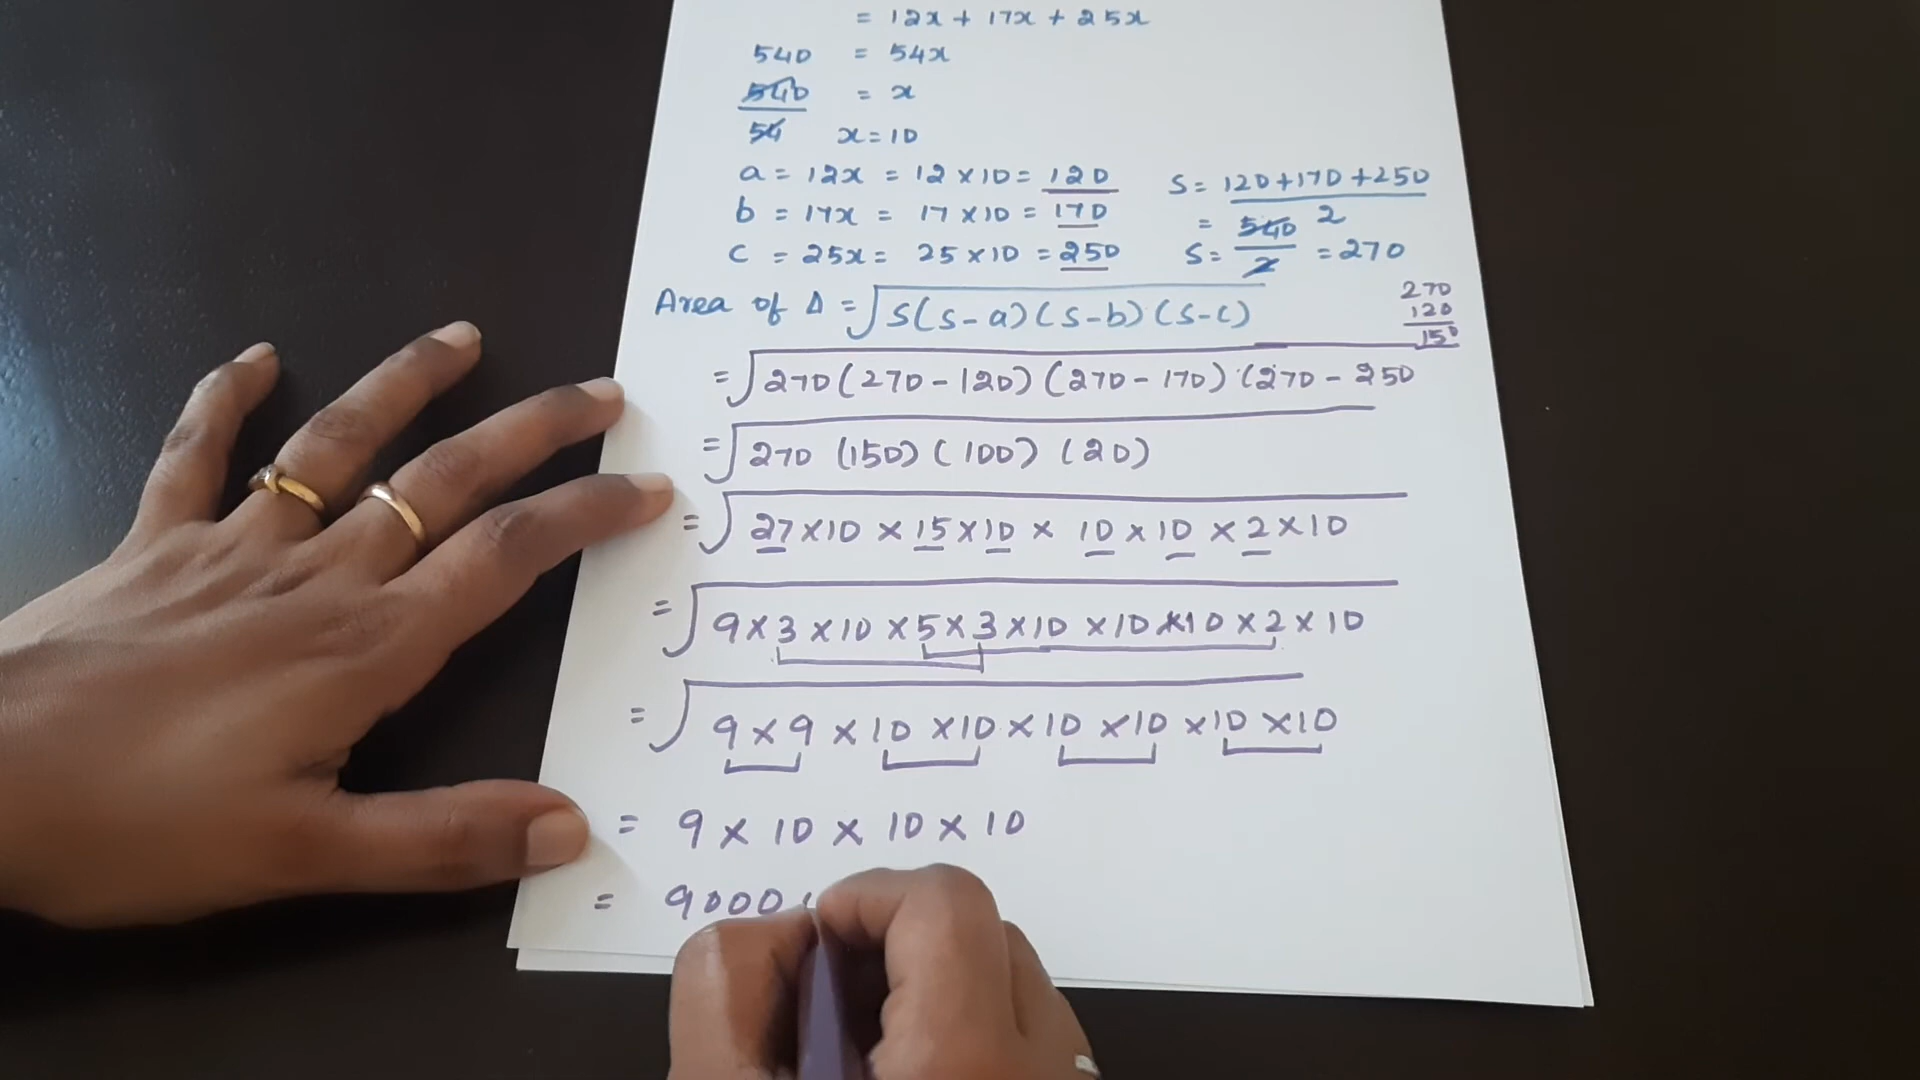 = 12x + 17x + 25x
540 = 54x
540/54 = x
x = 10
a = 12x = 12 × 10 = 120
b = 17x = 17 × 10 = 170
c = 25x = 25 × 10 = 250
S = 120+170+250 / 2
= 540
S = / 2 = 270
Area of Δ = √S(S-a)(S-b)(S-c)
270
120
150
= √270(270-120)(270-170)(270-250
= √270 (150) (100) (20)
= √27×10 × 15×10 × 10×10 × 2×10
= √9×3×10×5×3×10×10×10×2×10
= √9×9×10×10×10×10×10×10
= 9 × 10 × 10 × 10
= 9000